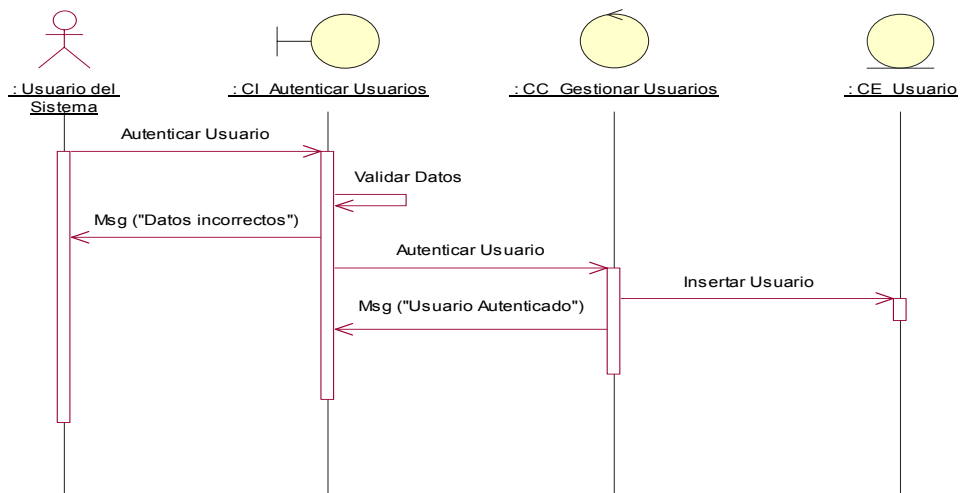 : Usuario del
Sistema
: CI_Autenticar Usuarios
: CC_Gestionar Usuarios
: CE_Usuario
Autenticar Usuario
Validar Datos
Msg ("Datos incorrectos")
Autenticar Usuario
Insertar Usuario
Msg ("Usuario Autenticado")